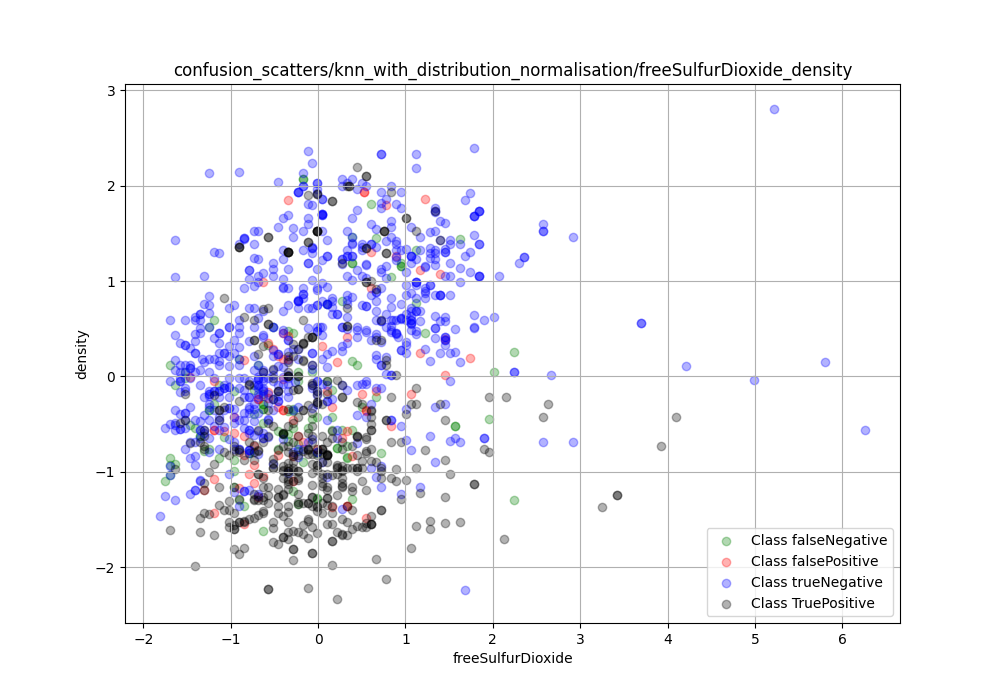 confusion_scatters/knn_with_distribution_normalisation/freeSulfurDioxide_density
3
2
1
0
−1
−2
density
−2
−1
0
1
2
3
4
5
6
freeSulfurDioxide
Class falseNegative
Class falsePositive
Class trueNegative
Class TruePositive